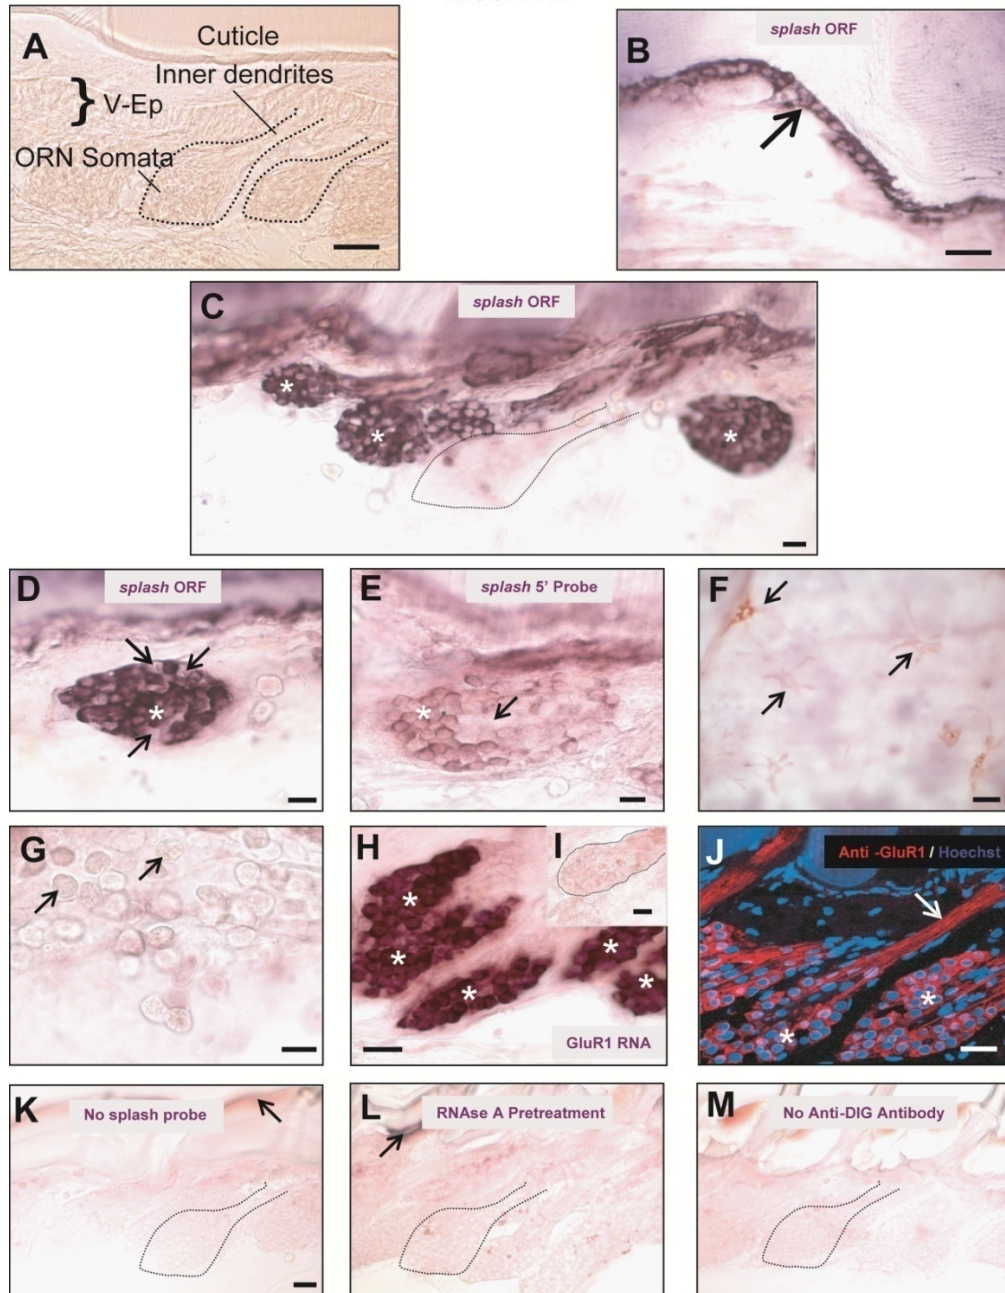 A
Cuticle
Inner dendrites
} V-Ep
ORN Somata
B
splash ORF
C
splash ORF
*
*
*
D
splash ORF
*
E
splash 5' Probe
*
F
G
H
*
*
*
*
*
GluR1 RNA
I
J
Anti -GluR1 / Hoechst
*
*
K
No splash probe
L
RNAse A Pretreatment
M
No Anti-DIG Antibody